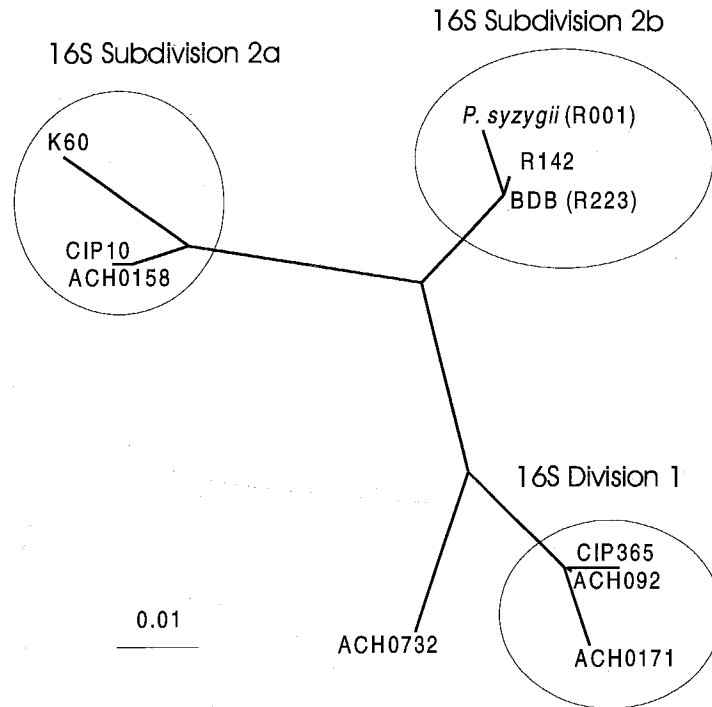 16S Subdivision 2b
16S Subdivision 2a
P. syzygii (R001)
K60
R142
BDB (R223)
CIP10
ACH0158
16S Division 1
CIP365
ACH092
0.01
ACH0732
ACH0171